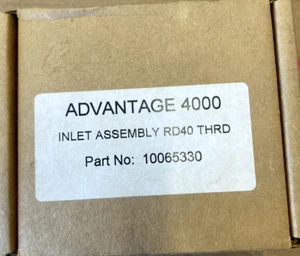 ADVANTAGE 4000
INLET ASSEMBLY RD40 THRD
Part No: 10065330